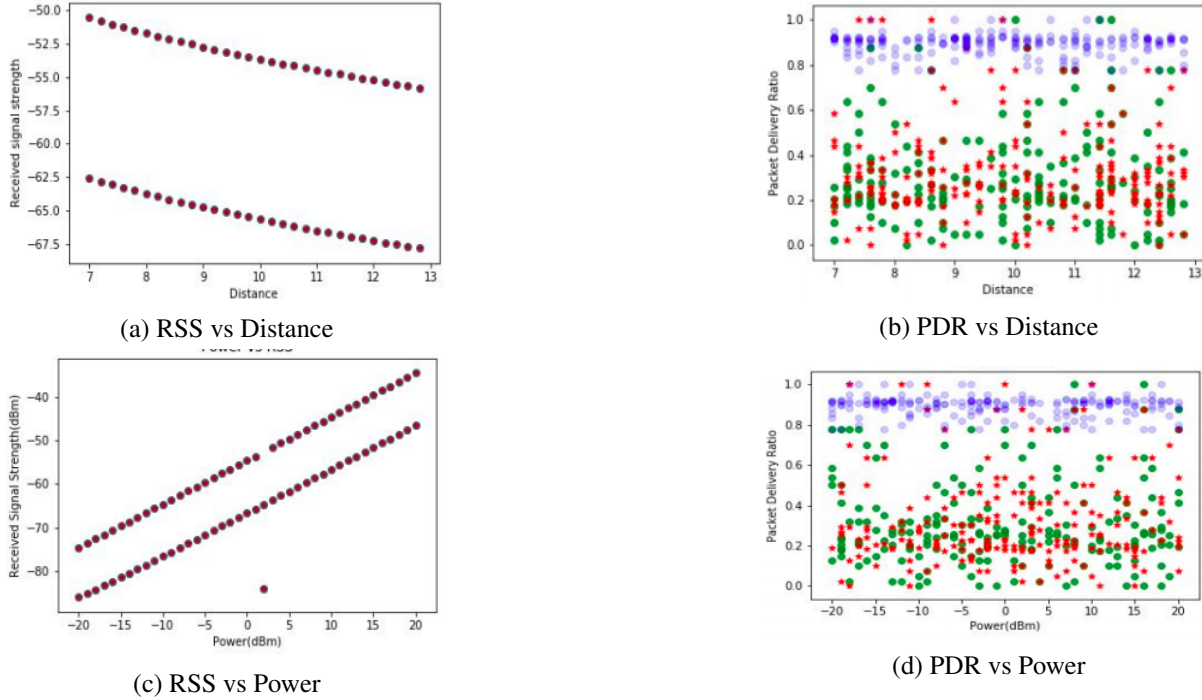 −50.0
−52.5
−55.0
−57.5
−60.0
−62.5
−65.0
−67.5
Received signal strength
7 8 9 10 11 12 13
Distance
(a) RSS vs Distance
1.0
0.8
0.6
0.4
0.2
0.0
Packet Delivery Ratio
7 8 9 10 11 12 13
Distance
(b) PDR vs Distance
Power vs RSS
−40
−50
−60
−70
−80
Received Signal Strength(dBm)
−20 −15 −10 −5 0 5 10 15 20
Power(dBm)
(c) RSS vs Power
1.0
0.8
0.6
0.4
0.2
0.0
Packet Delivery Ratio
−20 −15 −10 −5 0 5 10 15 20
Power(dBm)
(d) PDR vs Power